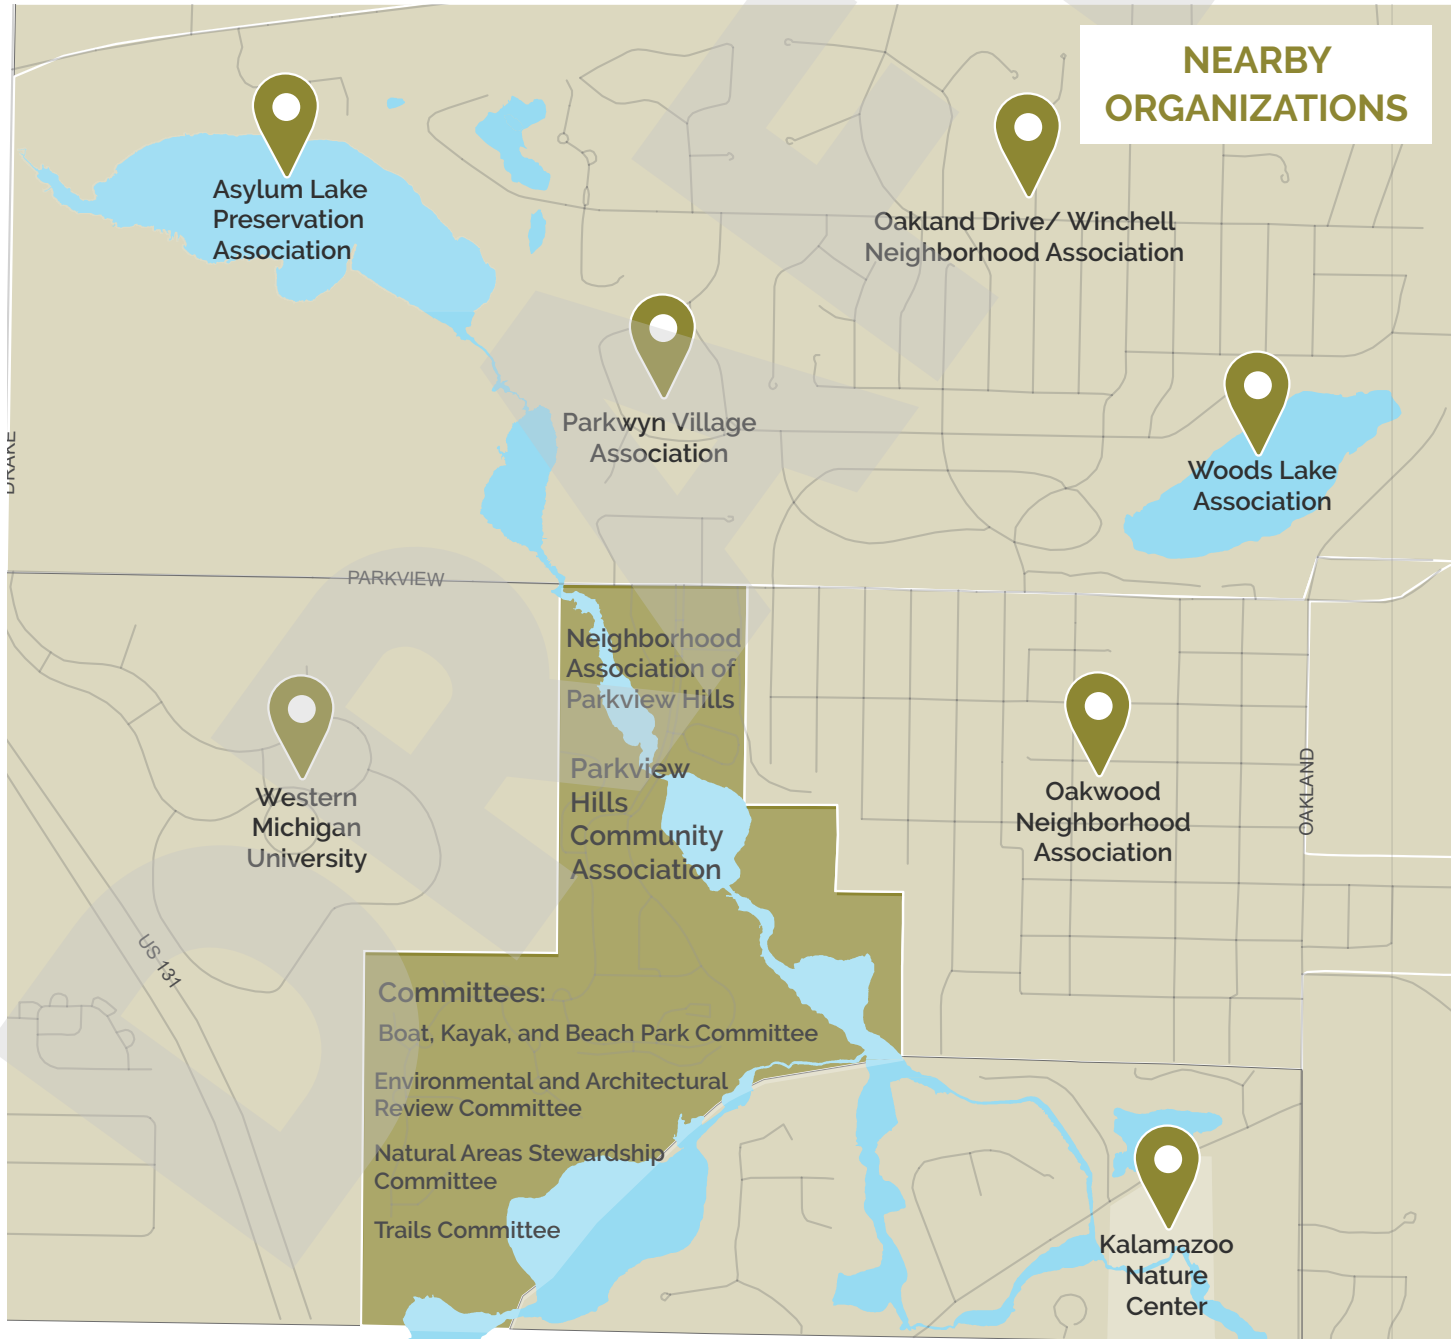 NEARBY
ORGANIZATIONS
Asylum Lake
Preservation
Association
Oakland Drive/ Winchell
Neighborhood Association
Parkwyn Village
Association
Woods Lake
Association
DRAKE
PARKVIEW
Neighborhood
Association of
Parkview Hills
Western
Michigan
University
Parkview
Hills
Community
Association
Oakwood
Neighborhood
Association
OAKLAND
US 131
Committees:
Boat, Kayak, and Beach Park Committee
Environmental and Architectural
Review Committee
Natural Areas Stewardship
Committee
Trails Committee
Kalamazoo
Nature
Center